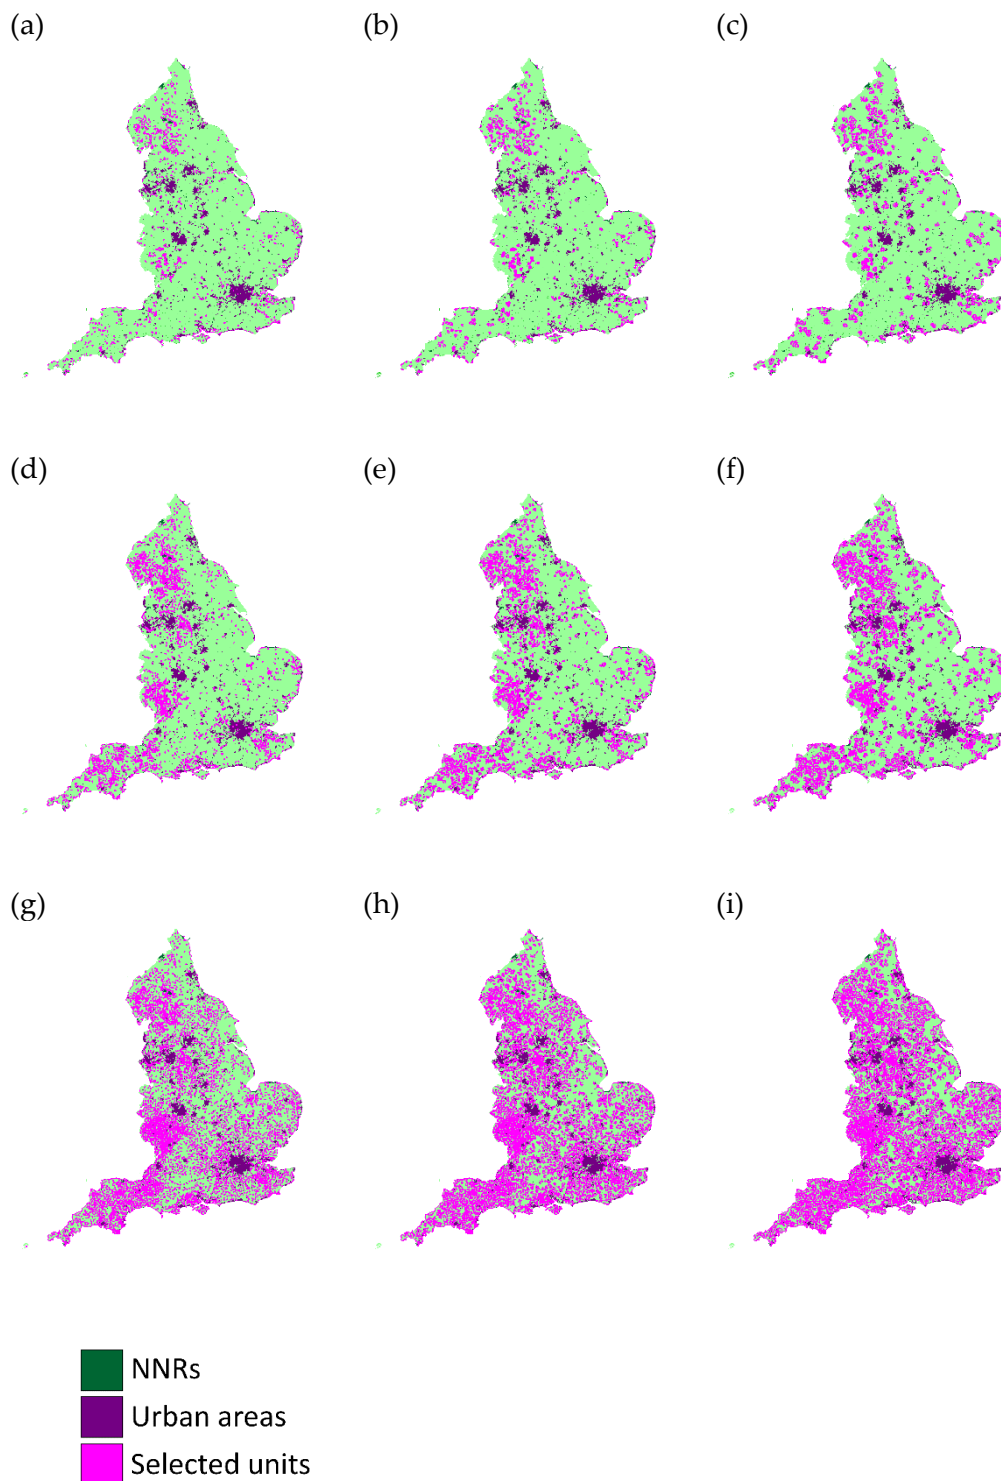 (a)
(b)
(c)
(d)
(e)
(f)
(g)
(h)
(i)
NNRs
Urban areas
Selected units